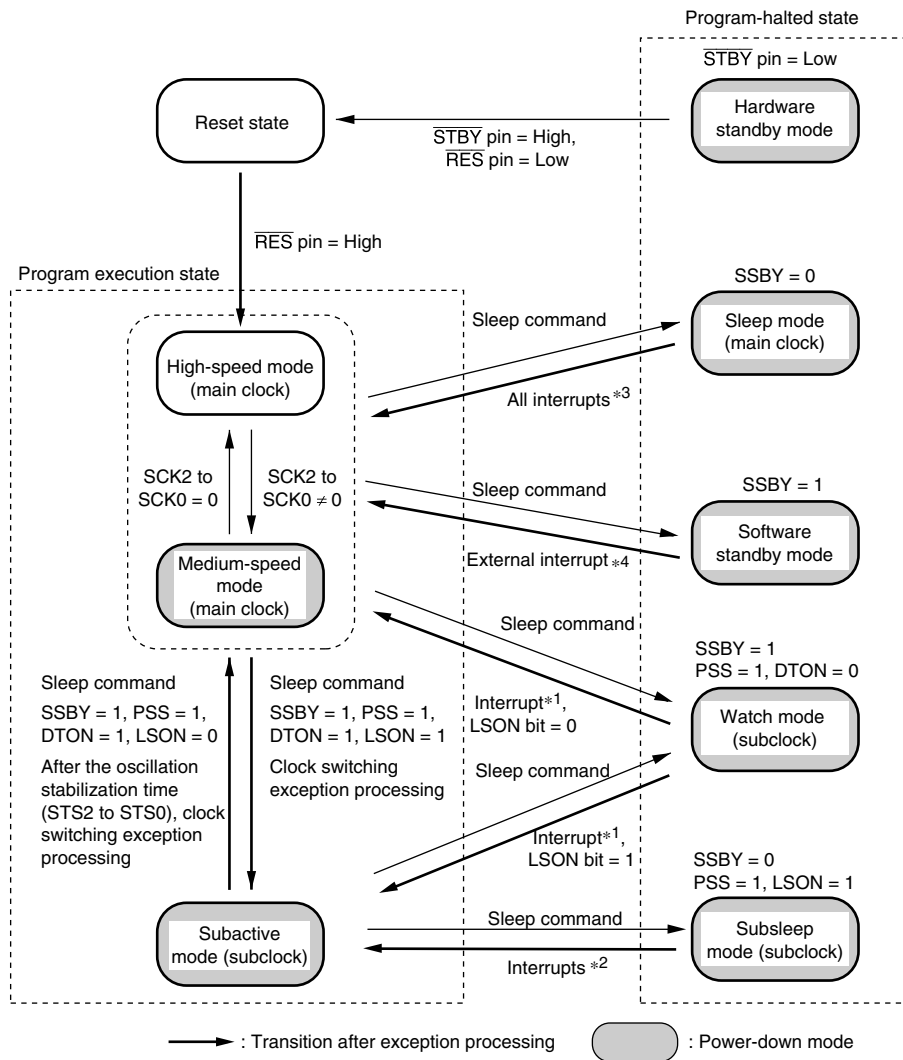 Program-halted state
STBY pin = Low
Hardware
standby mode
Reset state
STBY pin = High,
RES pin = Low
RES pin = High
Program execution state
SSBY = 0
Sleep command
Sleep mode
(main clock)
High-speed mode
(main clock)
All interrupts*3
SCK2 to
SCK0 = 0
SCK2 to
SCK0 ≠ 0
SSBY = 1
Sleep command
Software
standby mode
External interrupt*4
Medium-speed
mode
(main clock)
Sleep command
SSBY = 1
PSS = 1, DTON = 0
Watch mode
(subclock)
Interrupt*1,
LSON bit = 0
Sleep command
SSBY = 1, PSS = 1,
DTON = 1, LSON = 0
After the oscillation
stabilization time
(STS2 to STS0), clock
switching exception
processing
Sleep command
SSBY = 1, PSS = 1,
DTON = 1, LSON = 1
Clock switching
exception processing
Sleep command
Interrupt*1,
LSON bit = 1
SSBY = 0
PSS = 1, LSON = 1
Sleep command
Subsleep
mode (subclock)
Subactive
mode (subclock)
Interrupts *2
: Transition after exception processing
: Power-down mode